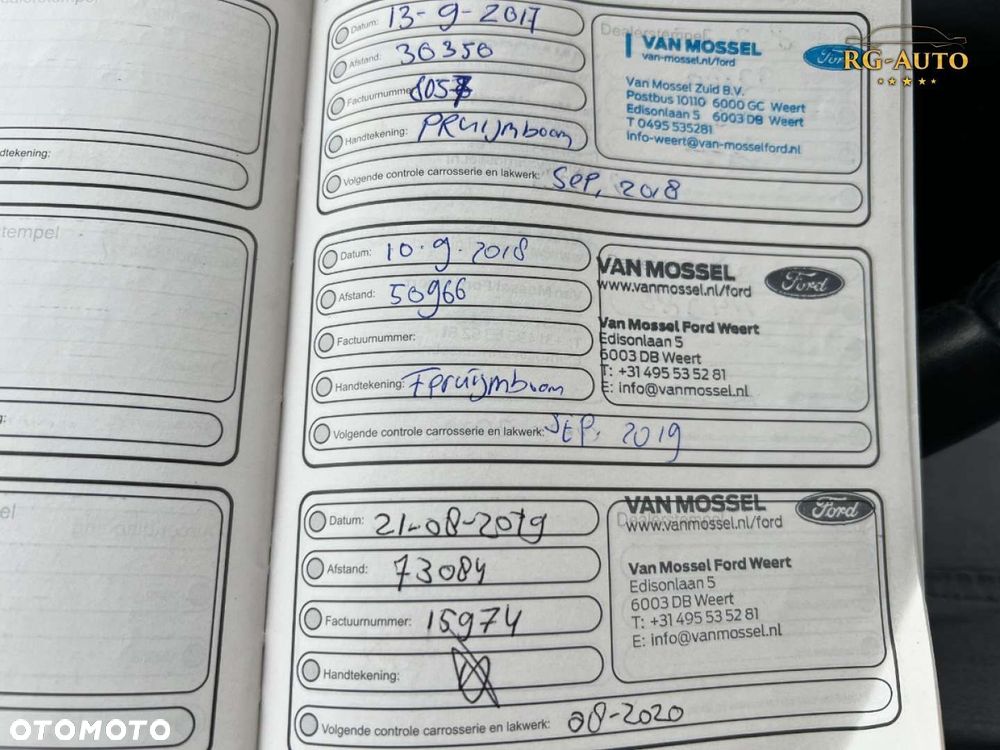 dtekening:
tempel
Datum: 13-9-2017
Afstand: 30350
Factuurnummer:
Handtekening: Pruijmboom
Volgende controle carrosserie en lakwerk: Sep, 2018
VAN MOSSEL
van-mossel.nl/ford
Van Mossel Zuid B.V.
Postbus 10110 6000 GC Weert
Edisonlaan 5 6003 DB Weert
T 0495 535281
info-weert@van-mosselford.nl
RG-AUTO
Datum: 10-9-2018
Afstand: 50966
Factuurnummer:
Handtekening: Fpruijmboom
Volgende controle carrosserie en lakwerk: SEP, 2019
VAN MOSSEL
www.vanmossel.nl/ford
Ford
Van Mossel Ford Weert
Edisonlaan 5
6003 DB Weert
T: +31 495 53 52 81
E: info@vanmossel.nl
Datum: 21-08-2019
Afstand: 73084
Factuurnummer: 15974
Handtekening:
Volgende controle carrosserie en lakwerk: 08-2020
VAN MOSSEL
www.vanmossel.nl/ford
Ford
Van Mossel Ford Weert
Edisonlaan 5
6003 DB Weert
T: +31 495 53 52 81
E: info@vanmossel.nl
OTOMOTO